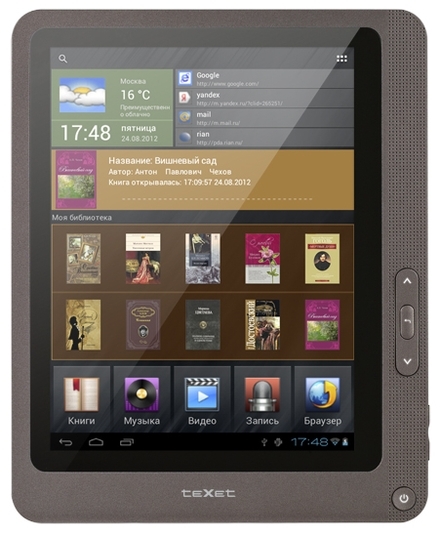 Москва
16 °C
Преимущественн
о облачно
17:48
пятница
24.08.2012
Google
http://www.google.com/
yandex
mail
http://m.mail.ru/
rian
http://pda.rian.ru/
Название: Вишневый сад
Автор: Антон Павлович Чехов
Книга открывалась: 17:09:57 24.08.2012
Моя библиотека
Книги
Музыка
Видео
Запись
Браузер
17:48
teXet